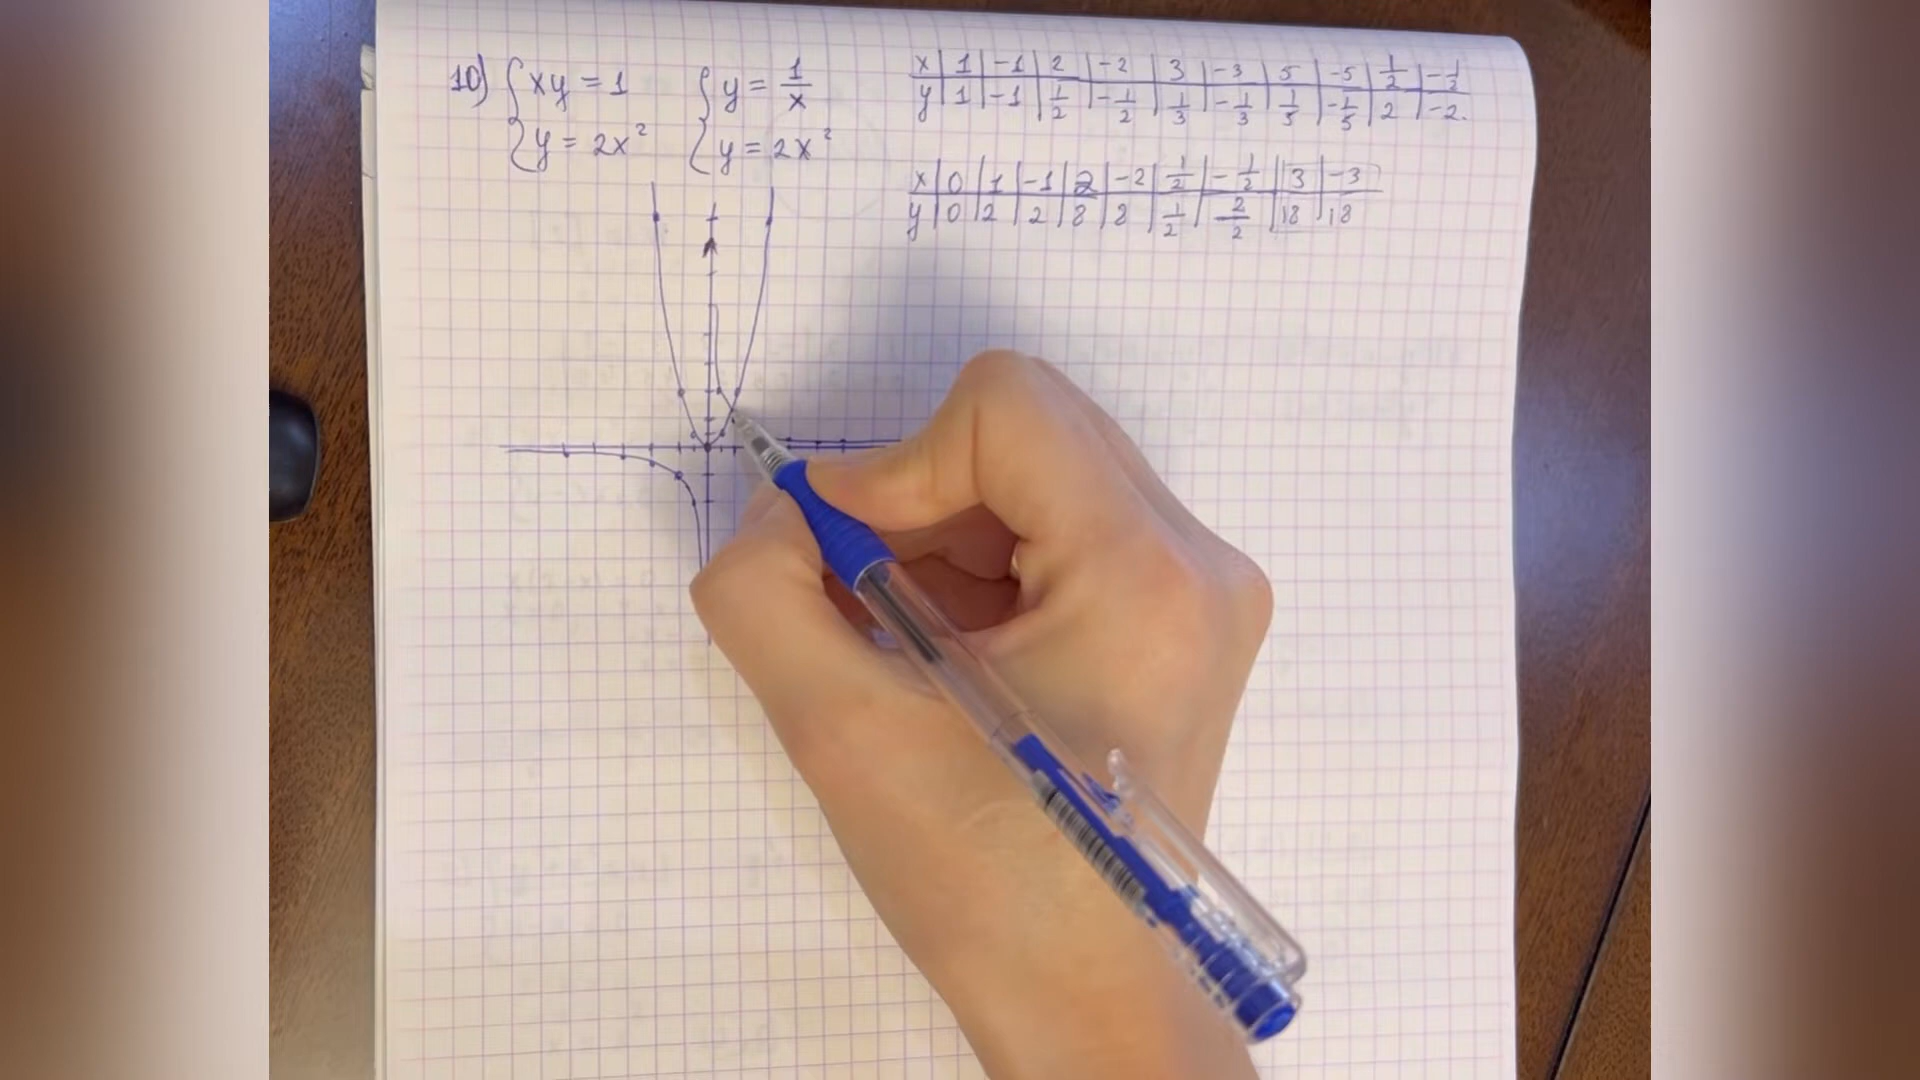 10) { xy = 1   { y = 1/x
{ y = 2x²   { y = 2x²
x | 1 | -1 | 2 | -2 | 3 | -3 | 5 | -5 | 1/2 | -1/2
y | 1 | -1 | 1/2 | -1/2 | 1/3 | -1/3 | 1/5 | -1/5 | 2 | -2.
x | 0 | 1 | -1 | 2 | -2 | 1/2 | -1/2 | 3 | -3
y | 0 | 2 | 2 | 8 | 8 | 1/2 | 2/2 | 18 | 18